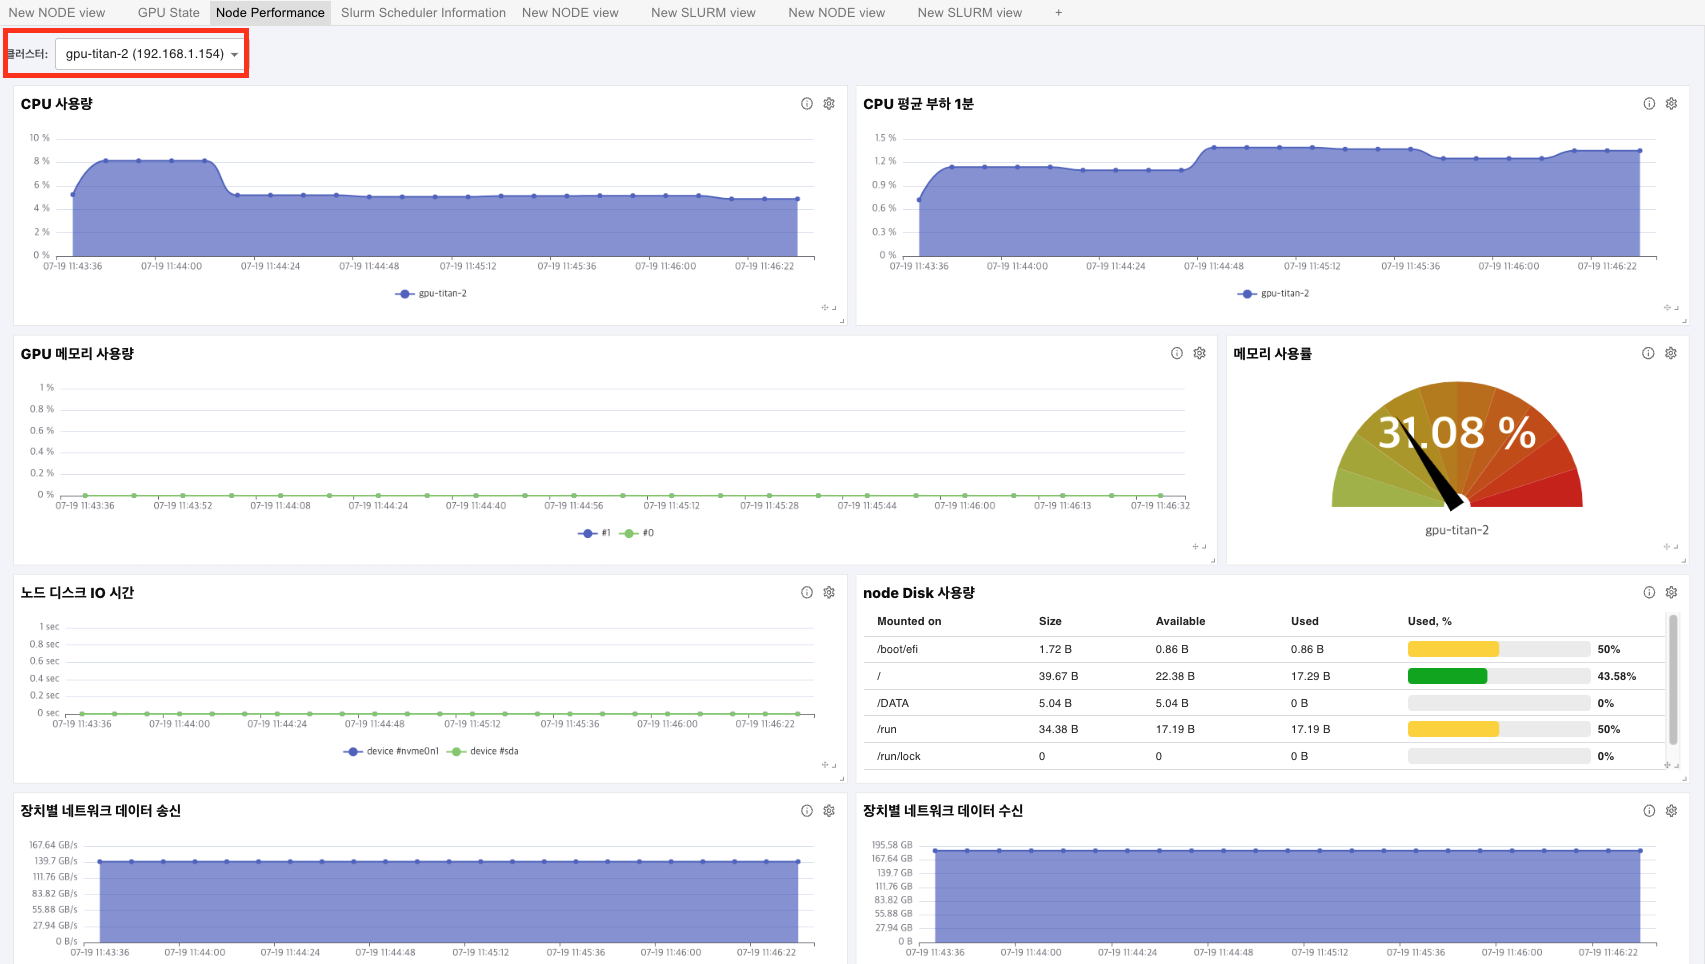 New NODE view GPU State Node Performance Slurm Scheduler Information New NODE view New SLURM view New NODE view New SLURM view +
클러스터: gpu-titan-2 (192.168.1.154)
CPU 사용량
10 %
8 %
6 %
4 %
2 %
0 %
07-19 11:43:36 07-19 11:44:00 07-19 11:44:24 07-19 11:44:48 07-19 11:45:12 07-19 11:45:36 07-19 11:46:00 07-19 11:46:22
gpu-titan-2
CPU 평균 부하 1분
1.5 %
1.2 %
0.9 %
0.6 %
0.3 %
0 %
07-19 11:43:36 07-19 11:44:00 07-19 11:44:24 07-19 11:44:48 07-19 11:45:12 07-19 11:45:36 07-19 11:46:00 07-19 11:46:22
gpu-titan-2
GPU 메모리 사용량
1 %
0.8 %
0.6 %
0.4 %
0.2 %
0 %
07-19 11:43:36 07-19 11:43:52 07-19 11:44:08 07-19 11:44:24 07-19 11:44:40 07-19 11:44:56 07-19 11:45:12 07-19 11:45:28 07-19 11:45:44 07-19 11:46:00 07-19 11:46:13 07-19 11:46:32
#1 #0
메모리 사용률
31.08 %
gpu-titan-2
노드 디스크 IO 시간
1 sec
0.8 sec
0.6 sec
0.4 sec
0.2 sec
0 sec
07-19 11:43:36 07-19 11:44:00 07-19 11:44:24 07-19 11:44:48 07-19 11:45:12 07-19 11:45:36 07-19 11:46:00 07-19 11:46:22
device #nvme0n1 device #sda
node Disk 사용량
Mounted on Size Available Used Used, %
/boot/efi 1.72 B 0.86 B 0.86 B 50%
/ 39.67 B 22.38 B 17.29 B 43.58%
/DATA 5.04 B 5.04 B 0 B 0%
/run 34.38 B 17.19 B 17.19 B 50%
/run/lock 0 0 0 B 0%
장치별 네트워크 데이터 송신
167.64 GB/s
139.7 GB/s
111.76 GB/s
83.82 GB/s
55.88 GB/s
27.94 GB/s
0 B/s
07-19 11:43:36 07-19 11:44:00 07-19 11:44:24 07-19 11:44:48 07-19 11:45:12 07-19 11:45:36 07-19 11:46:00 07-19 11:46:22
장치별 네트워크 데이터 수신
195.58 GB
167.64 GB
139.7 GB
111.76 GB
83.82 GB
55.88 GB
27.94 GB
0 B
07-19 11:43:36 07-19 11:44:00 07-19 11:44:24 07-19 11:44:48 07-19 11:45:12 07-19 11:45:36 07-19 11:46:00 07-19 11:46:22